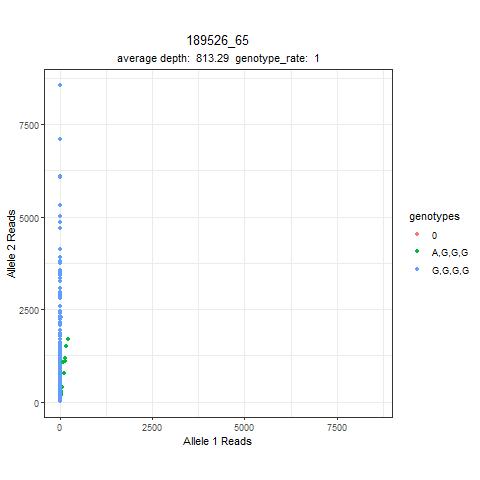 189526_65
average depth:  813.29  genotype_rate:  1
Allele 2 Reads
7500
5000
2500
0
0
2500
5000
7500
Allele 1 Reads
genotypes
0
A,G,G,G
G,G,G,G